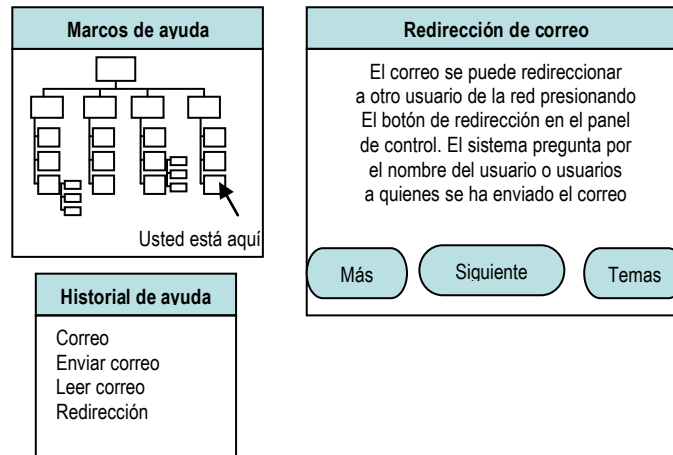 Marcos de ayuda
Usted está aquí
Historial de ayuda
Correo
Enviar correo
Leer correo
Redirección
Redirección de correo
El correo se puede redireccionar
a otro usuario de la red presionando
El botón de redirección en el panel
de control. El sistema pregunta por
el nombre del usuario o usuarios
a quienes se ha enviado el correo
Más
Siguiente
Temas